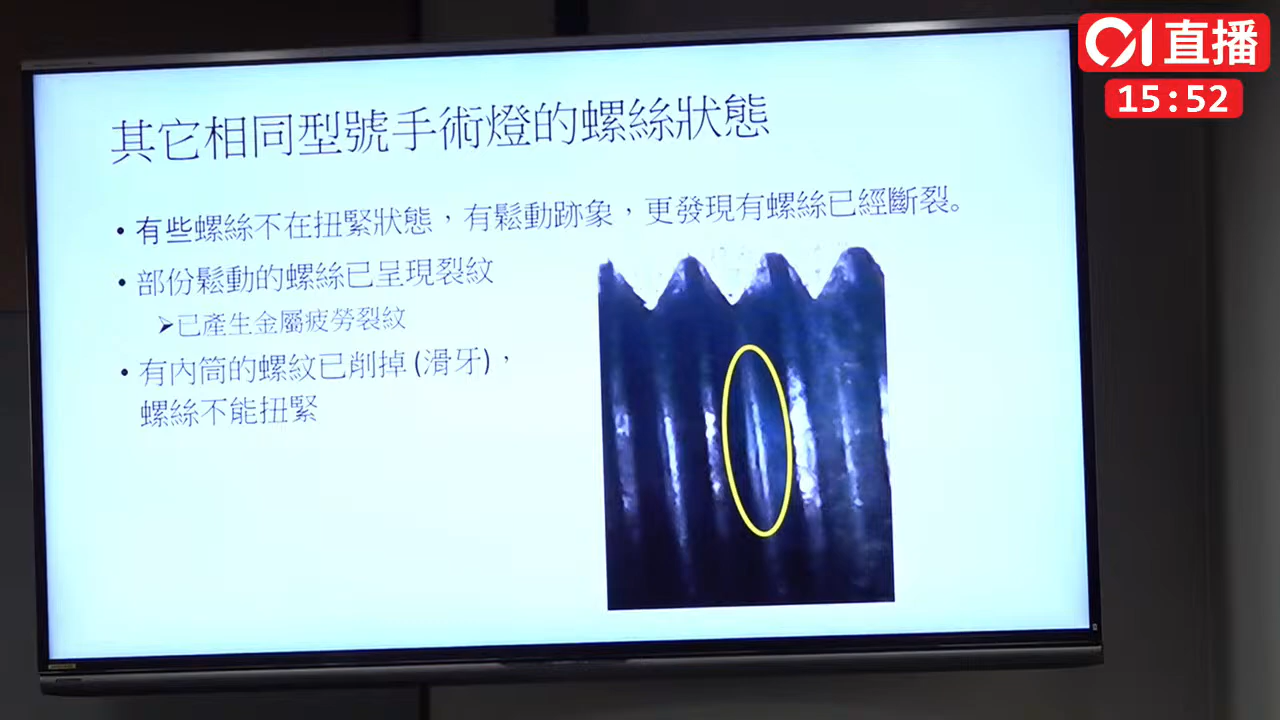 01直播
15:52
其它相同型號手術燈的螺絲狀態
• 有些螺絲不在扭緊狀態，有鬆動跡象，更發現有螺絲已經斷裂。
• 部份鬆動的螺絲已呈現裂紋
➢已產生金屬疲勞裂紋
• 有內筒的螺紋已削掉 (滑牙)，
螺絲不能扭緊